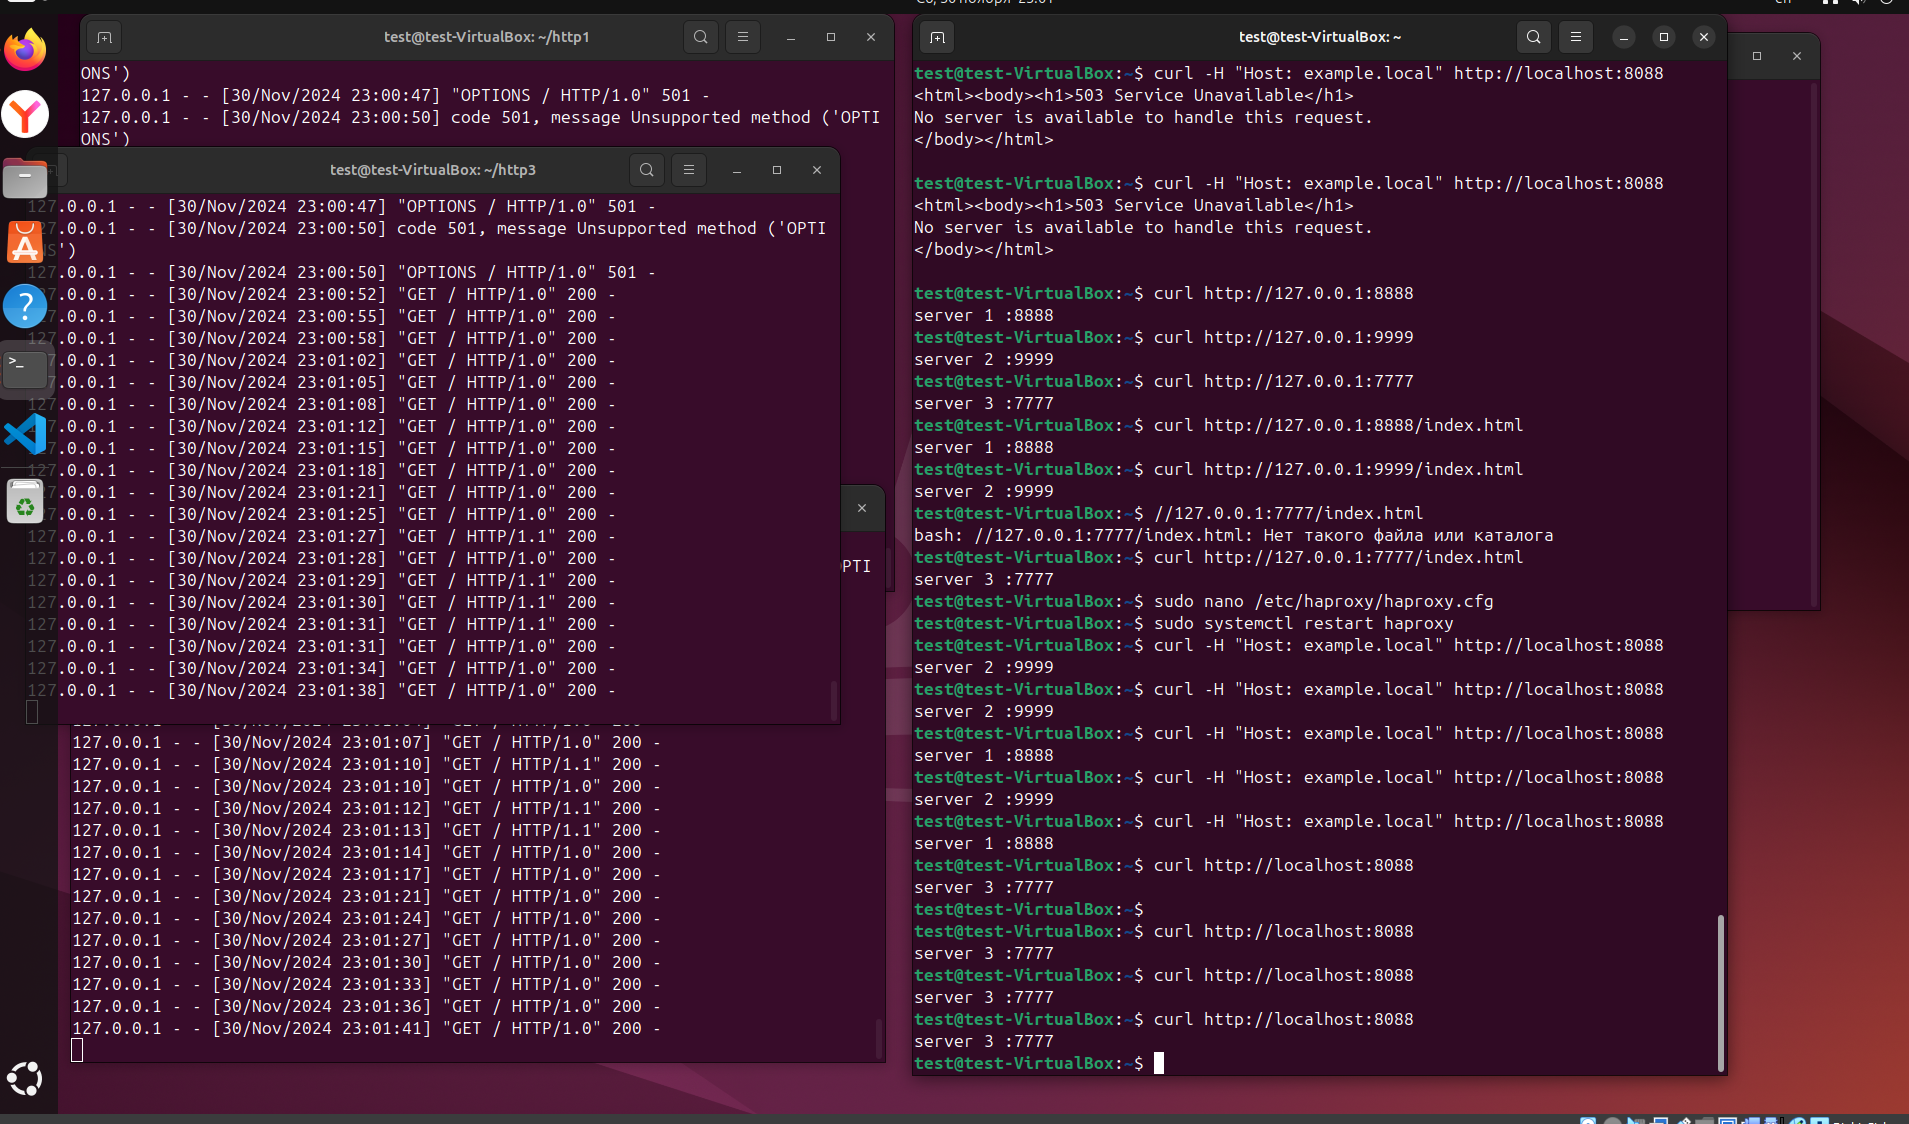 test@test-VirtualBox: ~/http1
ONS')
127.0.0.1 - - [30/Nov/2024 23:00:47] "OPTIONS / HTTP/1.0" 501 -
127.0.0.1 - - [30/Nov/2024 23:00:50] code 501, message Unsupported method ('OPTI
ONS')
test@test-VirtualBox: ~/http3
127.0.0.1 - - [30/Nov/2024 23:00:47] "OPTIONS / HTTP/1.0" 501 -
127.0.0.1 - - [30/Nov/2024 23:00:50] code 501, message Unsupported method ('OPTI
ONS')
127.0.0.1 - - [30/Nov/2024 23:00:50] "OPTIONS / HTTP/1.0" 501 -
127.0.0.1 - - [30/Nov/2024 23:00:52] "GET / HTTP/1.0" 200 -
127.0.0.1 - - [30/Nov/2024 23:00:55] "GET / HTTP/1.0" 200 -
127.0.0.1 - - [30/Nov/2024 23:00:58] "GET / HTTP/1.0" 200 -
127.0.0.1 - - [30/Nov/2024 23:01:02] "GET / HTTP/1.0" 200 -
127.0.0.1 - - [30/Nov/2024 23:01:05] "GET / HTTP/1.0" 200 -
127.0.0.1 - - [30/Nov/2024 23:01:08] "GET / HTTP/1.0" 200 -
127.0.0.1 - - [30/Nov/2024 23:01:12] "GET / HTTP/1.0" 200 -
127.0.0.1 - - [30/Nov/2024 23:01:15] "GET / HTTP/1.0" 200 -
127.0.0.1 - - [30/Nov/2024 23:01:18] "GET / HTTP/1.0" 200 -
127.0.0.1 - - [30/Nov/2024 23:01:21] "GET / HTTP/1.0" 200 -
127.0.0.1 - - [30/Nov/2024 23:01:25] "GET / HTTP/1.0" 200 -
127.0.0.1 - - [30/Nov/2024 23:01:27] "GET / HTTP/1.1" 200 -
127.0.0.1 - - [30/Nov/2024 23:01:28] "GET / HTTP/1.0" 200 -
127.0.0.1 - - [30/Nov/2024 23:01:29] "GET / HTTP/1.1" 200 -
127.0.0.1 - - [30/Nov/2024 23:01:30] "GET / HTTP/1.1" 200 -
127.0.0.1 - - [30/Nov/2024 23:01:31] "GET / HTTP/1.1" 200 -
127.0.0.1 - - [30/Nov/2024 23:01:31] "GET / HTTP/1.0" 200 -
127.0.0.1 - - [30/Nov/2024 23:01:34] "GET / HTTP/1.0" 200 -
127.0.0.1 - - [30/Nov/2024 23:01:38] "GET / HTTP/1.0" 200 -
OPTI
127.0.0.1 - - [30/Nov/2024 23:01:07] "GET / HTTP/1.0" 200 -
127.0.0.1 - - [30/Nov/2024 23:01:10] "GET / HTTP/1.1" 200 -
127.0.0.1 - - [30/Nov/2024 23:01:10] "GET / HTTP/1.0" 200 -
127.0.0.1 - - [30/Nov/2024 23:01:12] "GET / HTTP/1.1" 200 -
127.0.0.1 - - [30/Nov/2024 23:01:13] "GET / HTTP/1.1" 200 -
127.0.0.1 - - [30/Nov/2024 23:01:14] "GET / HTTP/1.0" 200 -
127.0.0.1 - - [30/Nov/2024 23:01:17] "GET / HTTP/1.0" 200 -
127.0.0.1 - - [30/Nov/2024 23:01:21] "GET / HTTP/1.0" 200 -
127.0.0.1 - - [30/Nov/2024 23:01:24] "GET / HTTP/1.0" 200 -
127.0.0.1 - - [30/Nov/2024 23:01:27] "GET / HTTP/1.0" 200 -
127.0.0.1 - - [30/Nov/2024 23:01:30] "GET / HTTP/1.0" 200 -
127.0.0.1 - - [30/Nov/2024 23:01:33] "GET / HTTP/1.0" 200 -
127.0.0.1 - - [30/Nov/2024 23:01:36] "GET / HTTP/1.0" 200 -
127.0.0.1 - - [30/Nov/2024 23:01:41] "GET / HTTP/1.0" 200 -
test@test-VirtualBox: ~
test@test-VirtualBox:~$ curl -H "Host: example.local" http://localhost:8088
<html><body><h1>503 Service Unavailable</h1>
No server is available to handle this request.
</body></html>
test@test-VirtualBox:~$ curl -H "Host: example.local" http://localhost:8088
<html><body><h1>503 Service Unavailable</h1>
No server is available to handle this request.
</body></html>
test@test-VirtualBox:~$ curl http://127.0.0.1:8888
server 1 :8888
test@test-VirtualBox:~$ curl http://127.0.0.1:9999
server 2 :9999
test@test-VirtualBox:~$ curl http://127.0.0.1:7777
server 3 :7777
test@test-VirtualBox:~$ curl http://127.0.0.1:8888/index.html
server 1 :8888
test@test-VirtualBox:~$ curl http://127.0.0.1:9999/index.html
server 2 :9999
test@test-VirtualBox:~$ //127.0.0.1:7777/index.html
bash: //127.0.0.1:7777/index.html: Нет такого файла или каталога
test@test-VirtualBox:~$ curl http://127.0.0.1:7777/index.html
server 3 :7777
test@test-VirtualBox:~$ sudo nano /etc/haproxy/haproxy.cfg
test@test-VirtualBox:~$ sudo systemctl restart haproxy
test@test-VirtualBox:~$ curl -H "Host: example.local" http://localhost:8088
server 2 :9999
test@test-VirtualBox:~$ curl -H "Host: example.local" http://localhost:8088
server 2 :9999
test@test-VirtualBox:~$ curl -H "Host: example.local" http://localhost:8088
server 1 :8888
test@test-VirtualBox:~$ curl -H "Host: example.local" http://localhost:8088
server 2 :9999
test@test-VirtualBox:~$ curl -H "Host: example.local" http://localhost:8088
server 1 :8888
test@test-VirtualBox:~$ curl http://localhost:8088
server 3 :7777
test@test-VirtualBox:~$
test@test-VirtualBox:~$ curl http://localhost:8088
server 3 :7777
test@test-VirtualBox:~$ curl http://localhost:8088
server 3 :7777
test@test-VirtualBox:~$ curl http://localhost:8088
server 3 :7777
test@test-VirtualBox:~$